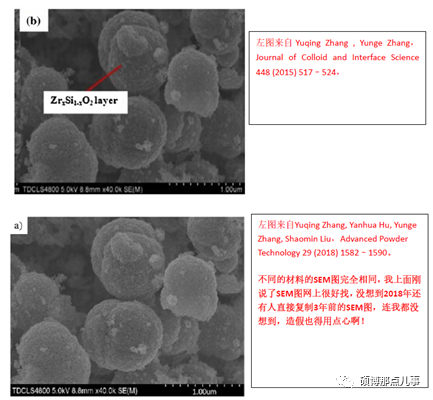 (b)
ZrxSi1-xO2 layer
TDCLS4800 5.0kV 8.8mm x40.0k SE(M) 1.00um
左图来自 Yuqing Zhang , Yunge Zhang,
Journal of Colloid and Interface Science
448 (2015) 517–524。
a)
TDCLS4800 5.0kV 8.8mm x40.0k SE(M) 1.00um
左图来自Yuqing Zhang, Yanhua Hu, Yunge
Zhang, Shaomin Liu，Advanced Powder
Technology 29 (2018) 1582 – 1590。
不同的材料的SEM图完全相同，我上面刚
说了SEM图网上很好找，没想到2018年还
有人直接复制3年前的SEM图，连我都没
想到，造假也得用点心啊！
硕博那点儿事